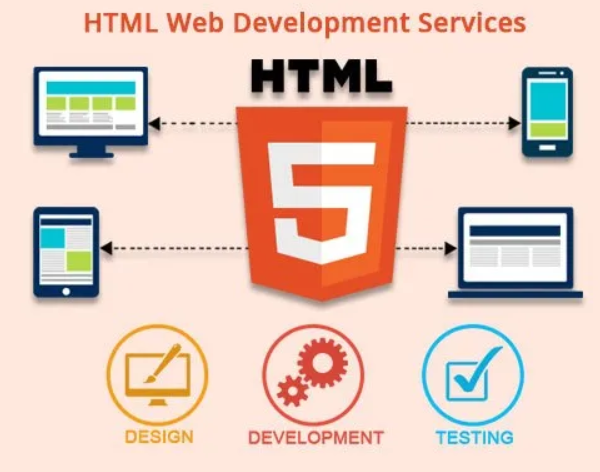 HTML Web Development Services
HTML
5
DESIGN
DEVELOPMENT
TESTING